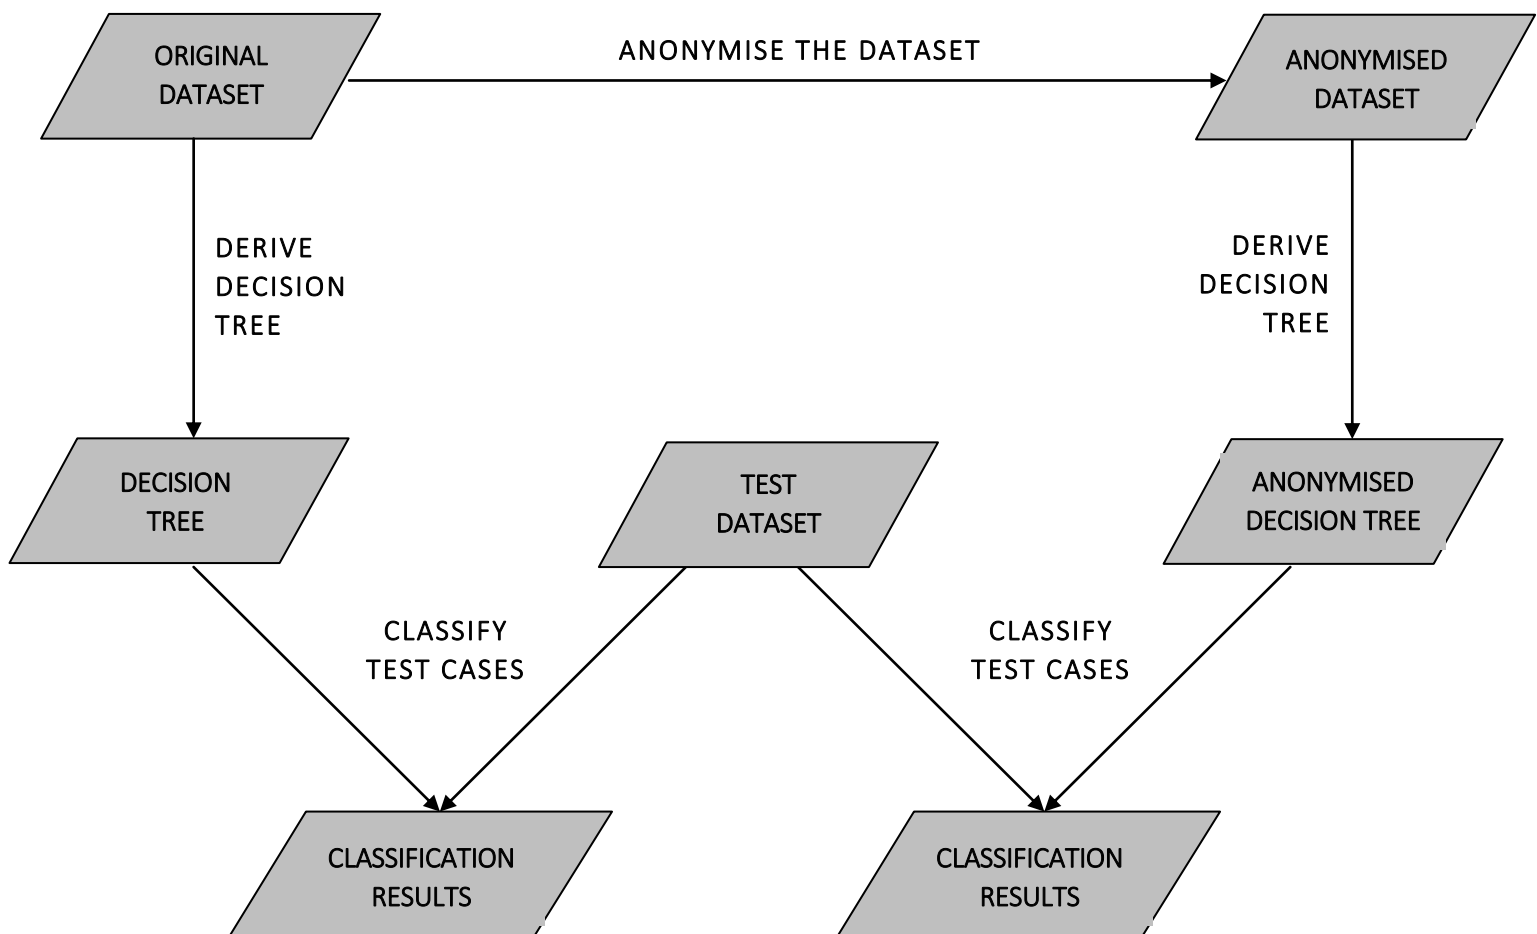 ORIGINAL
DATASET
ANONYMISE THE DATASET
ANONYMISED
DATASET
DERIVE
DECISION
TREE
DERIVE
DECISION
TREE
DECISION
TREE
TEST
DATASET
ANONYMISED
DECISION TREE
CLASSIFY
TEST CASES
CLASSIFY
TEST CASES
CLASSIFICATION
RESULTS
CLASSIFICATION
RESULTS